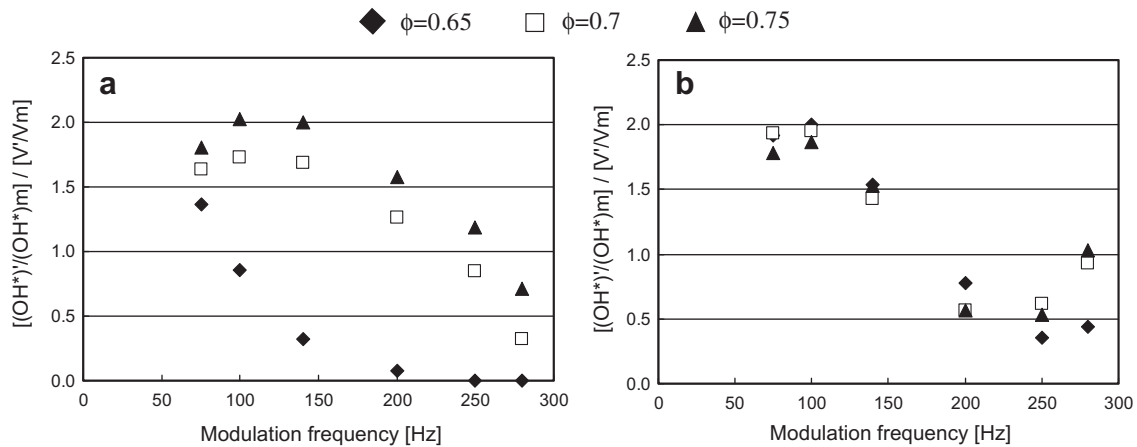 ϕ=0.65 ϕ=0.7 ϕ=0.75
a
[(OH*)'/(OH*)m] / [V'/Vm]
2.5
2.0
1.5
1.0
0.5
0.0
0 50 100 150 200 250 300
Modulation frequency [Hz]
b
[(OH*)'/(OH*)m] / [V'/Vm]
2.5
2.0
1.5
1.0
0.5
0.0
0 50 100 150 200 250 300
Modulation frequency [Hz]